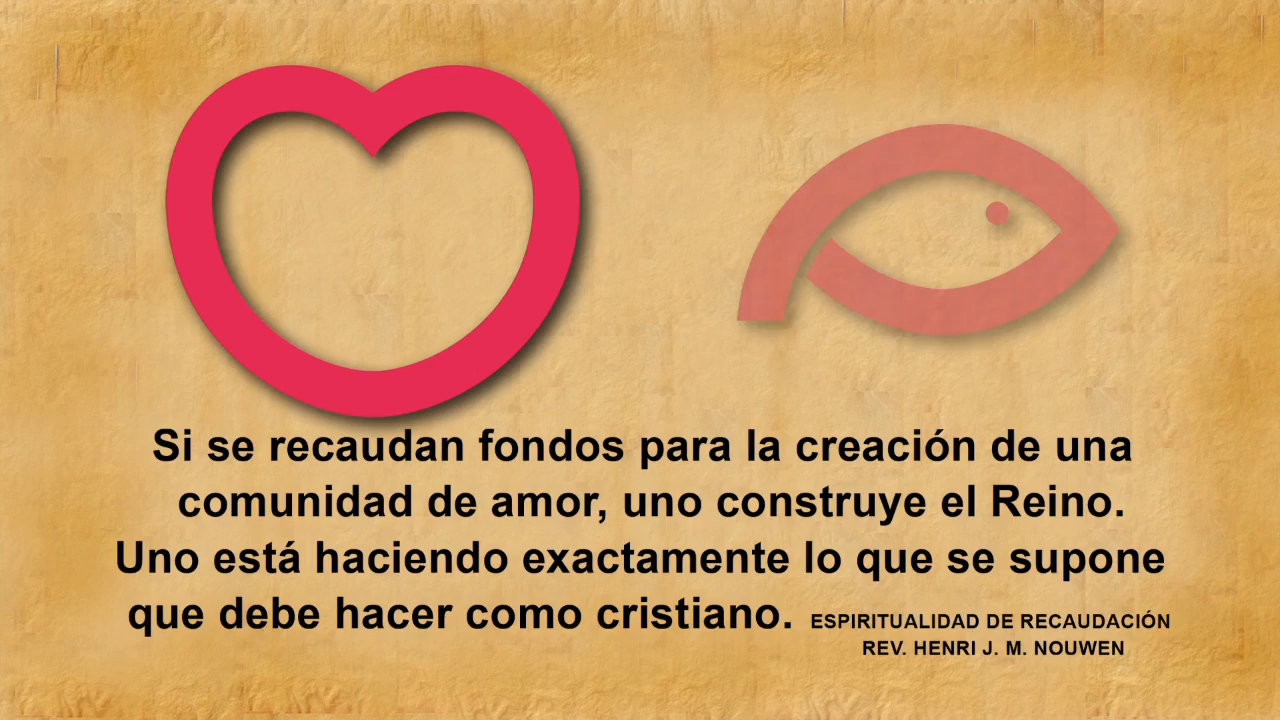 Si se recaudan fondos para la creación de una
comunidad de amor, uno construye el Reino.
Uno está haciendo exactamente lo que se supone
que debe hacer como cristiano. ESPIRITUALIDAD DE RECAUDACIÓN
REV. HENRI J. M. NOUWEN